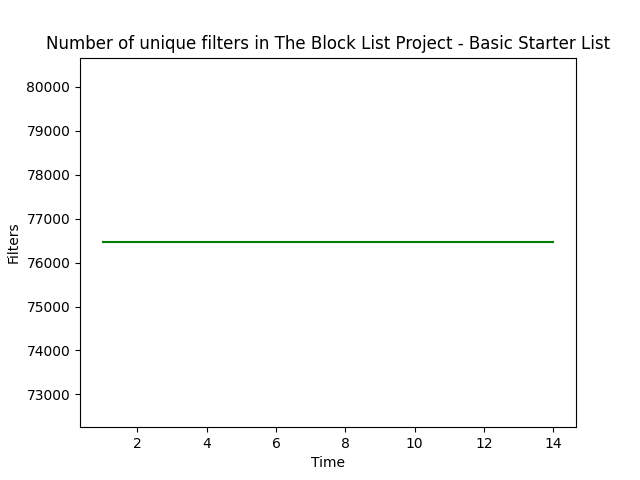 Number of unique filters in The Block List Project - Basic Starter List
80000
79000
78000
77000
76000
75000
74000
73000
Filters
2 4 6 8 10 12 14
Time